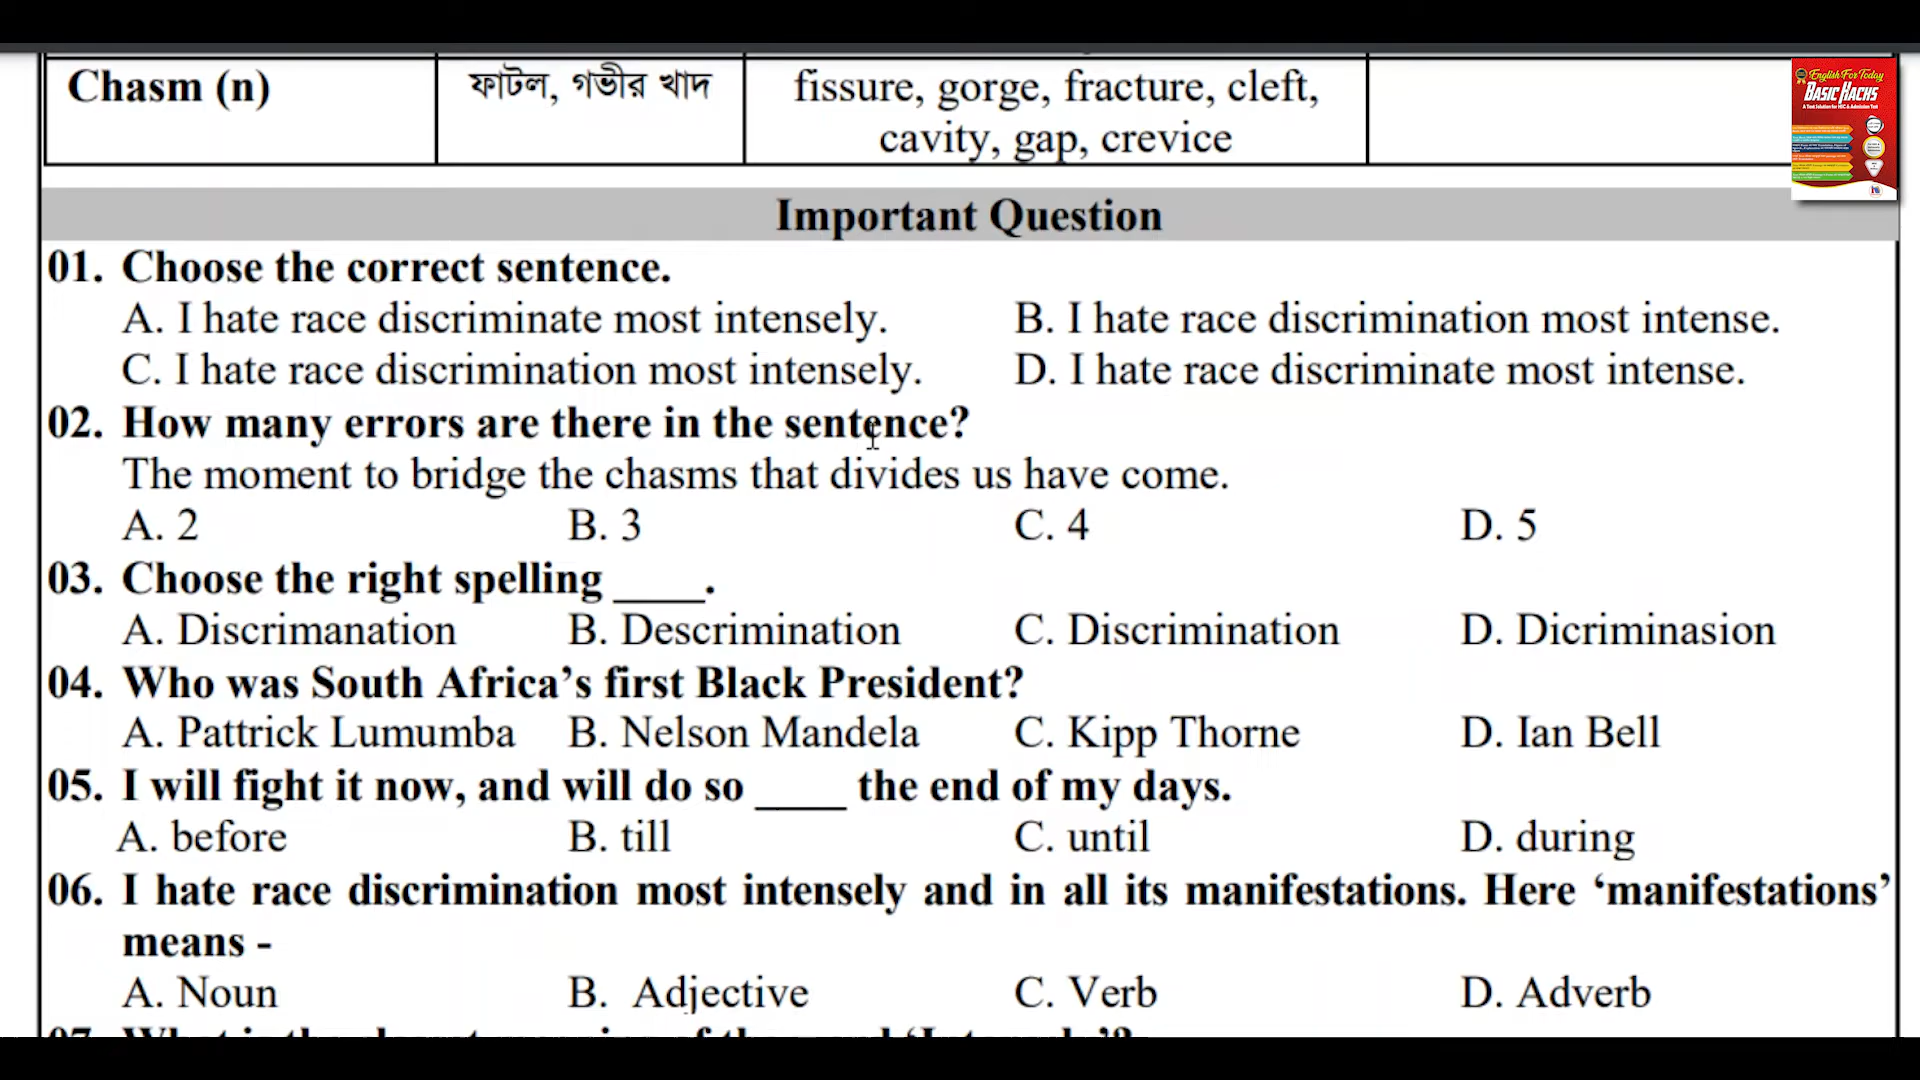 Chasm (n) ফাটল, গভীর খাদ fissure, gorge, fracture, cleft,
cavity, gap, crevice
English For Today
BASIC HACKS
Important Question
01. Choose the correct sentence.
A. I hate race discriminate most intensely. B. I hate race discrimination most intense.
C. I hate race discrimination most intensely. D. I hate race discriminate most intense.
02. How many errors are there in the sentence?
The moment to bridge the chasms that divides us have come.
A. 2 B. 3 C. 4 D. 5
03. Choose the right spelling ____.
A. Discrimanation B. Descrimination C. Discrimination D. Dicriminasion
04. Who was South Africa’s first Black President?
A. Pattrick Lumumba B. Nelson Mandela C. Kipp Thorne D. Ian Bell
05. I will fight it now, and will do so ____ the end of my days.
A. before B. till C. until D. during
06. I hate race discrimination most intensely and in all its manifestations. Here ‘manifestations’
means -
A. Noun B. Adjective C. Verb D. Adverb